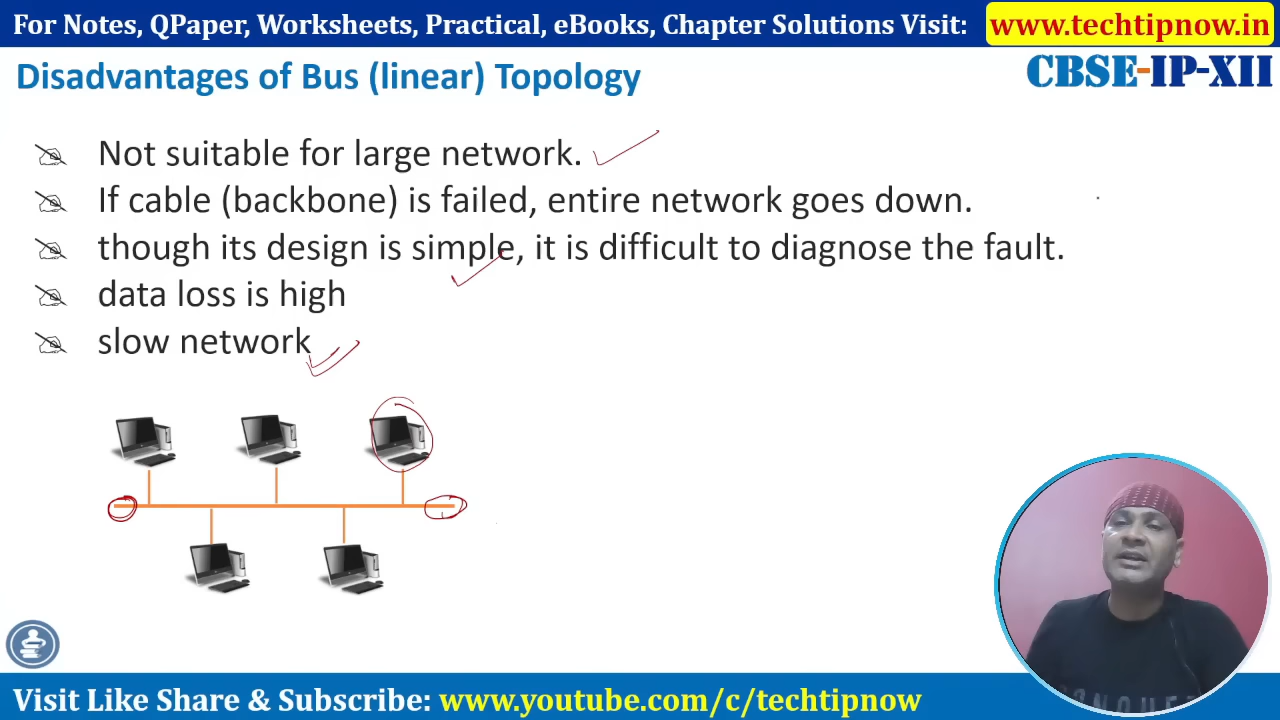 For Notes, QPaper, Worksheets, Practical, eBooks, Chapter Solutions Visit: www.techtipnow.in
Disadvantages of Bus (linear) Topology
CBSE-IP-XII
Not suitable for large network.
If cable (backbone) is failed, entire network goes down.
though its design is simple, it is difficult to diagnose the fault.
data loss is high
slow network
Visit Like Share & Subscribe: www.youtube.com/c/techtipnow